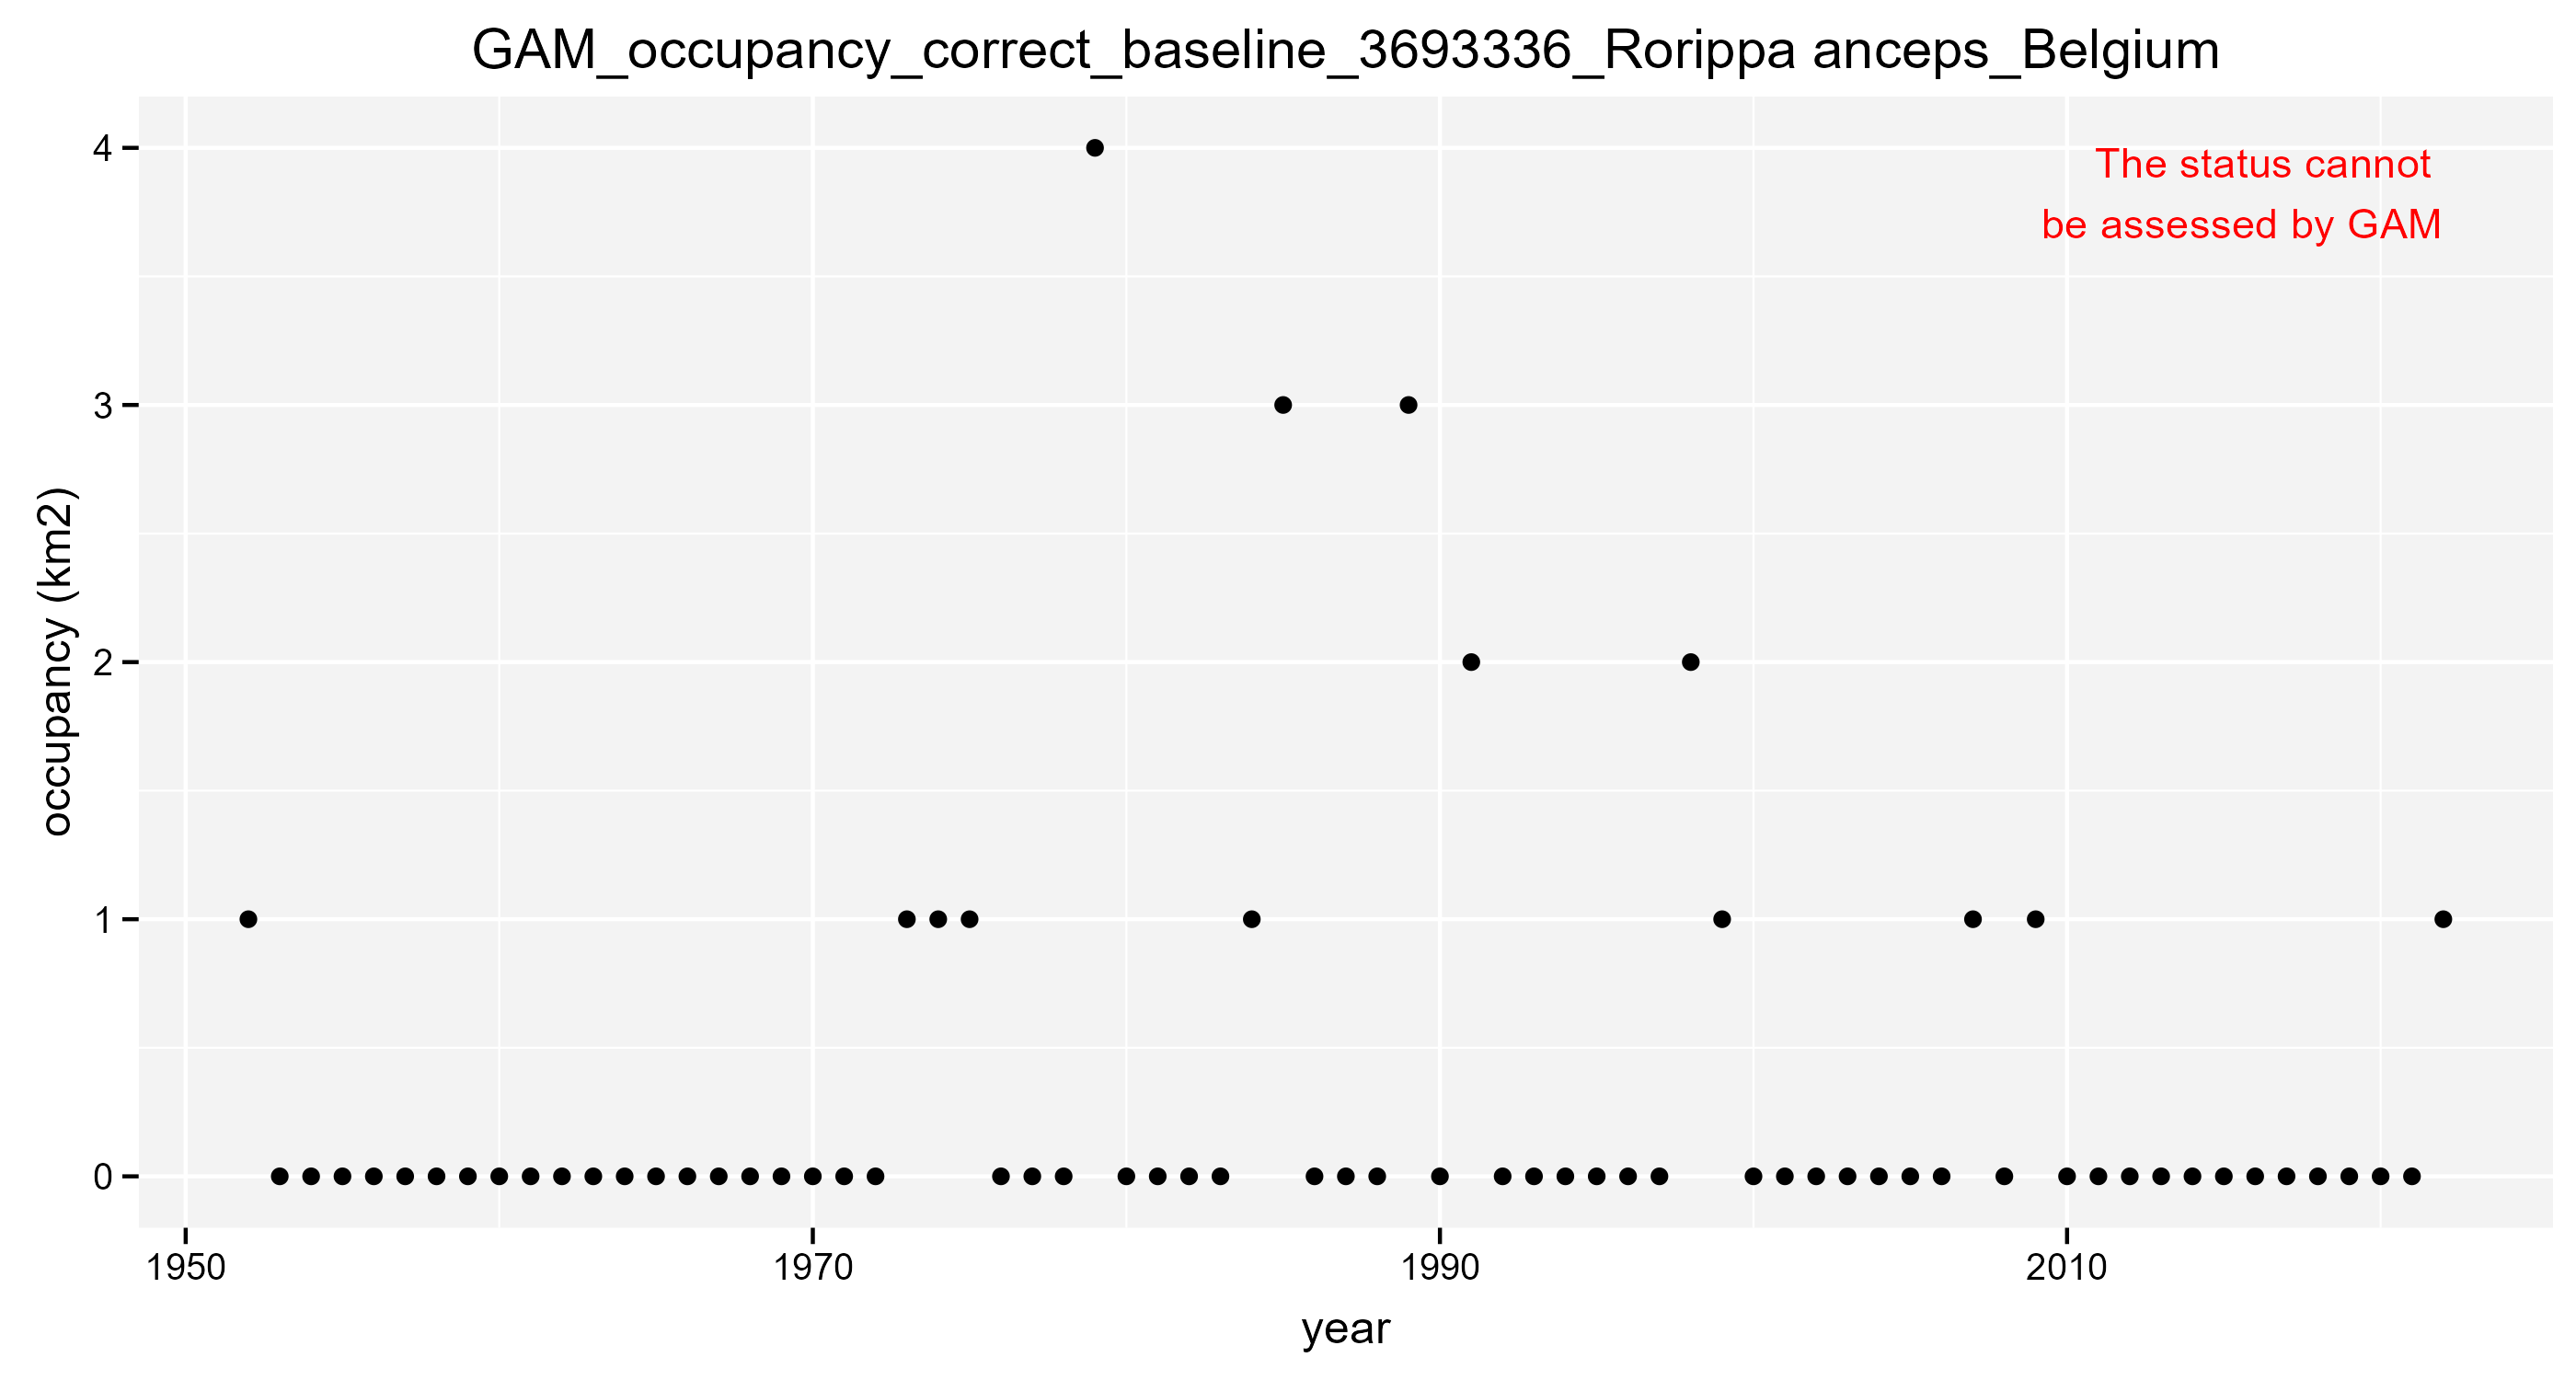 GAM_occupancy_correct_baseline_3693336_Rorippa anceps_Belgium
The status cannot
be assessed by GAM
occupancy (km2)
4
3
2
1
0
1950 1970 1990 2010
year